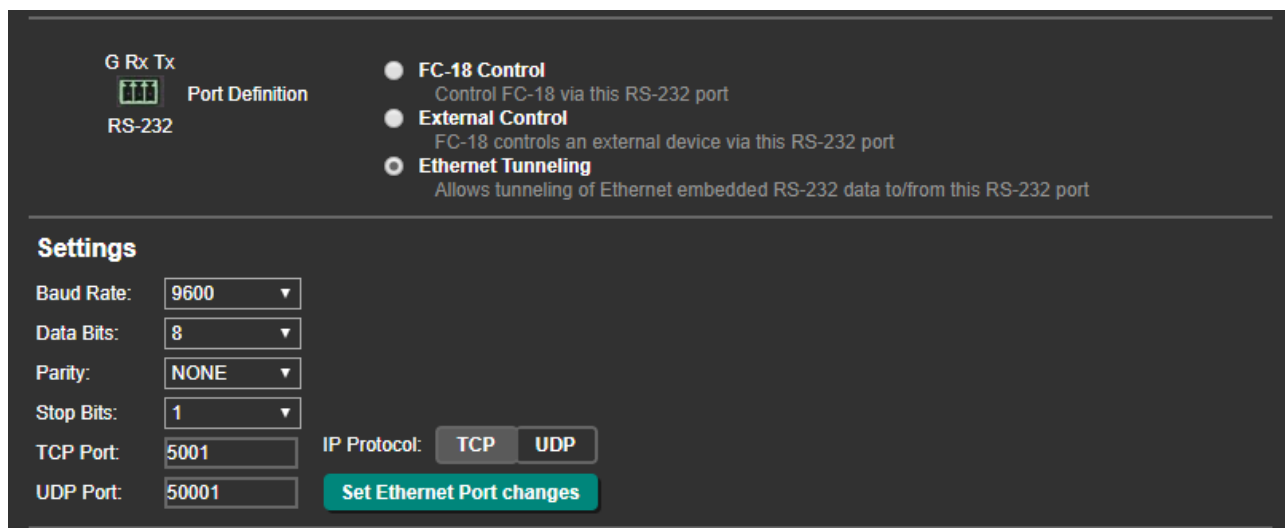 G Rx Tx
Port Definition
RS-232
FC-18 Control
Control FC-18 via this RS-232 port
External Control
FC-18 controls an external device via this RS-232 port
Ethernet Tunneling
Allows tunneling of Ethernet embedded RS-232 data to/from this RS-232 port
Settings
Baud Rate: 9600
Data Bits: 8
Parity: NONE
Stop Bits: 1
TCP Port: 5001 IP Protocol: TCP UDP
UDP Port: 50001 Set Ethernet Port changes